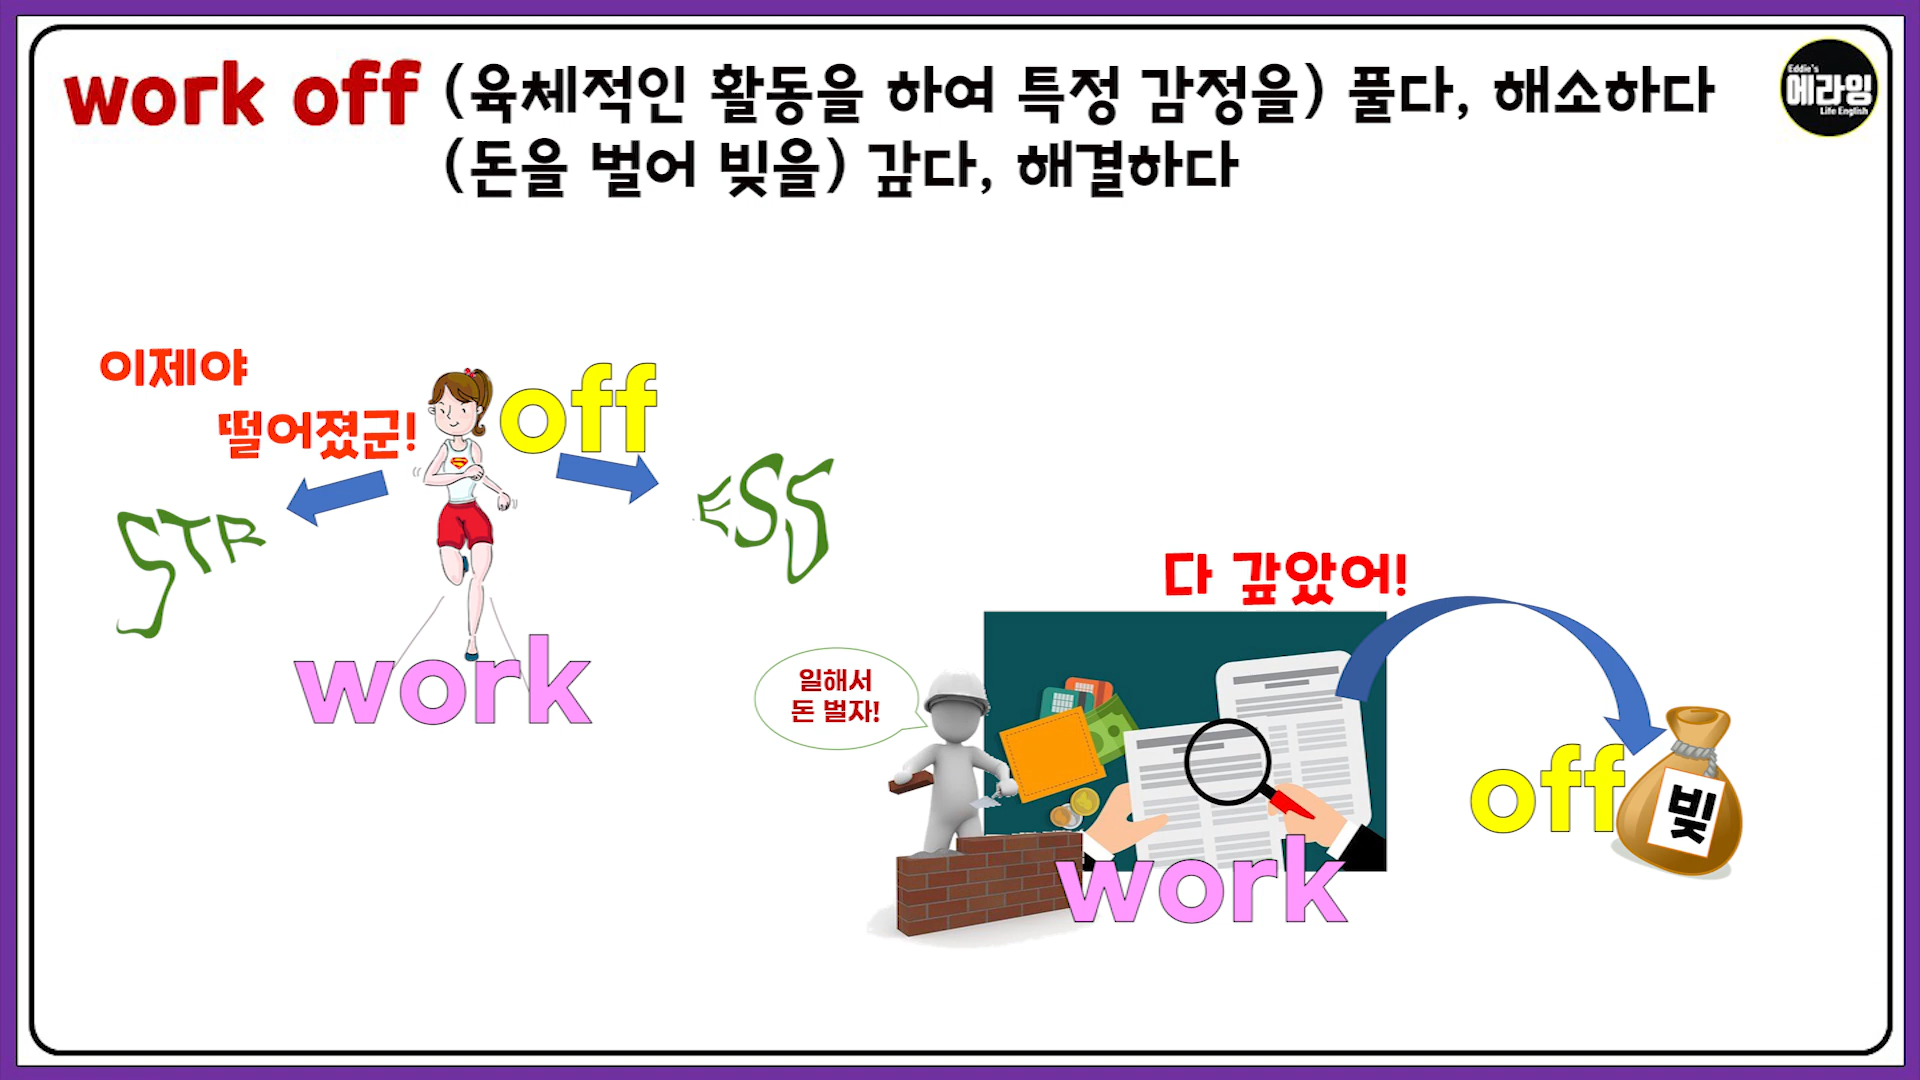 work off (육체적인 활동을 하여 특정 감정을) 풀다, 해소하다
(돈을 벌어 빚을) 갚다, 해결하다
Eddie's
에라잉
Life English
이제야
떨어졌군!
off
STR
ESS
work
다 갚았어!
일해서
돈 벌자!
off
빚
work